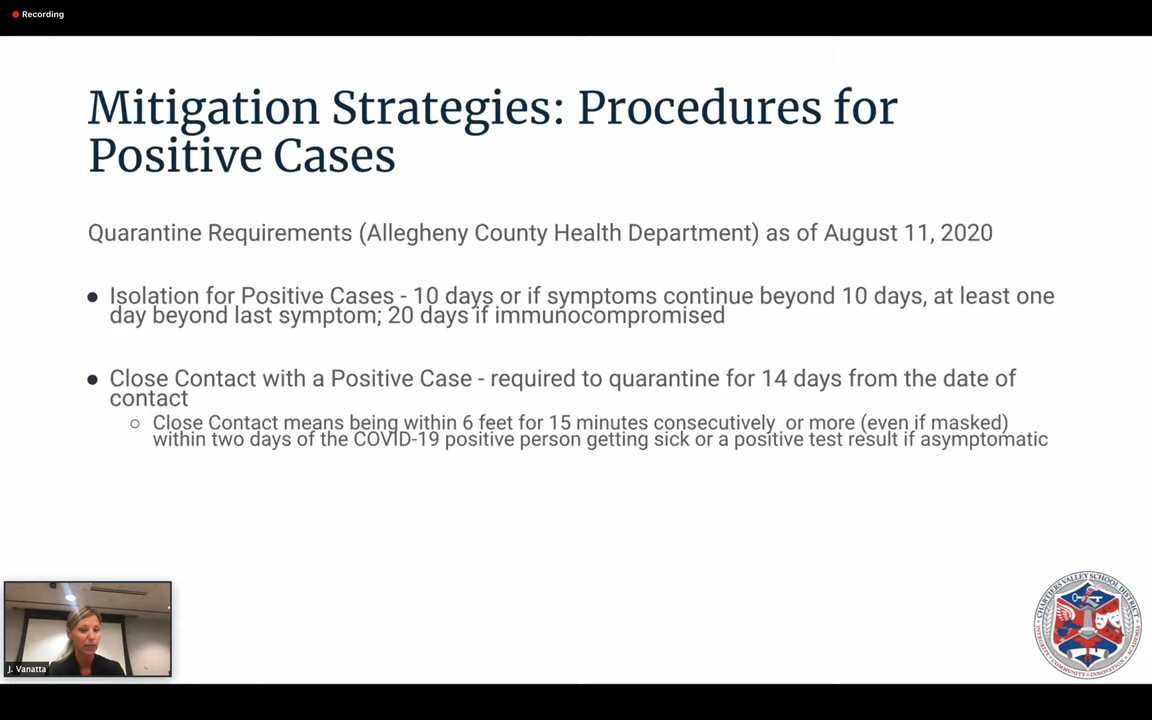 Recording
Mitigation Strategies: Procedures for
Positive Cases
Quarantine Requirements (Allegheny County Health Department) as of August 11, 2020
● Isolation for Positive Cases - 10 days or if symptoms continue beyond 10 days, at least one
day beyond last symptom; 20 days if immunocompromised
● Close Contact with a Positive Case - required to quarantine for 14 days from the date of
contact
○ Close Contact means being within 6 feet for 15 minutes consecutively  or more (even if masked)
within two days of the COVID-19 positive person getting sick or a positive test result if asymptomatic
J. Vanatta
CHARTIERS VALLEY SCHOOL DISTRICT
INTEGRITY • COMMUNITY • INNOVATION • ACADEMIA